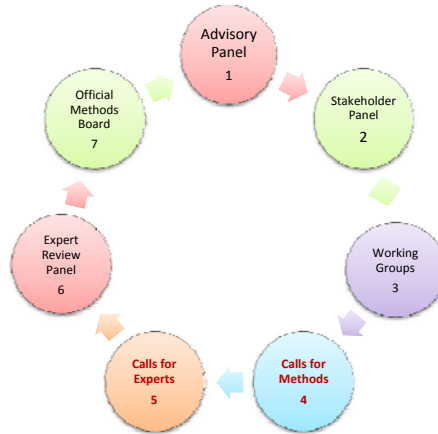 Advisory
Panel
1
Stakeholder
Panel
2
Working
Groups
3
Calls for
Methods
4
Calls for
Experts
5
Expert
Review
Panel
6
Official
Methods
Board
7